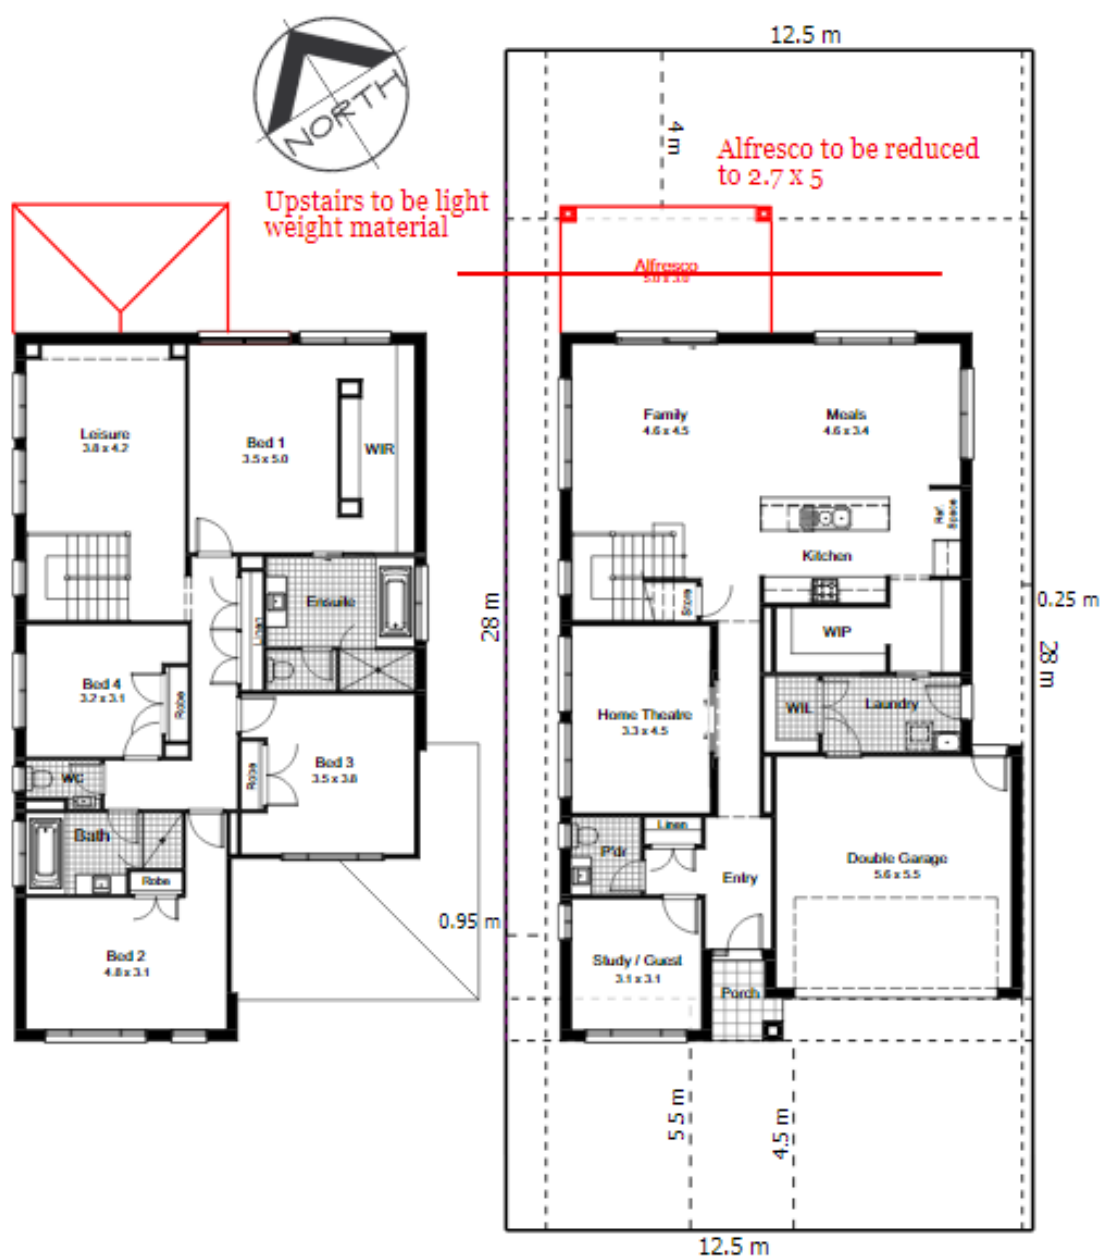 12.5 m
NORTH
4 m
Alfresco to be reduced
to 2.7 x 5
Upstairs to be light
weight material
Alfresco
Leisure
3.8 x 4.2
Bed 1
3.5 x 5.0
WIR
Family
4.6 x 4.5
Meals
4.6 x 3.4
Ref.
Space
Kitchen
Ensuite
Linen
Store
28 m
0.25 m
28 m
WIP
Bed 4
3.2 x 3.1
Robe
Home Theatre
3.3 x 4.5
WIL
Laundry
WC
Robe
Bed 3
3.5 x 3.8
Bath
Robe
Linen
P'dr
Entry
Double Garage
5.6 x 5.5
0.95 m
Bed 2
4.8 x 3.1
Study / Guest
3.1 x 3.1
Porch
5 5 m
4.5 m
12.5 m